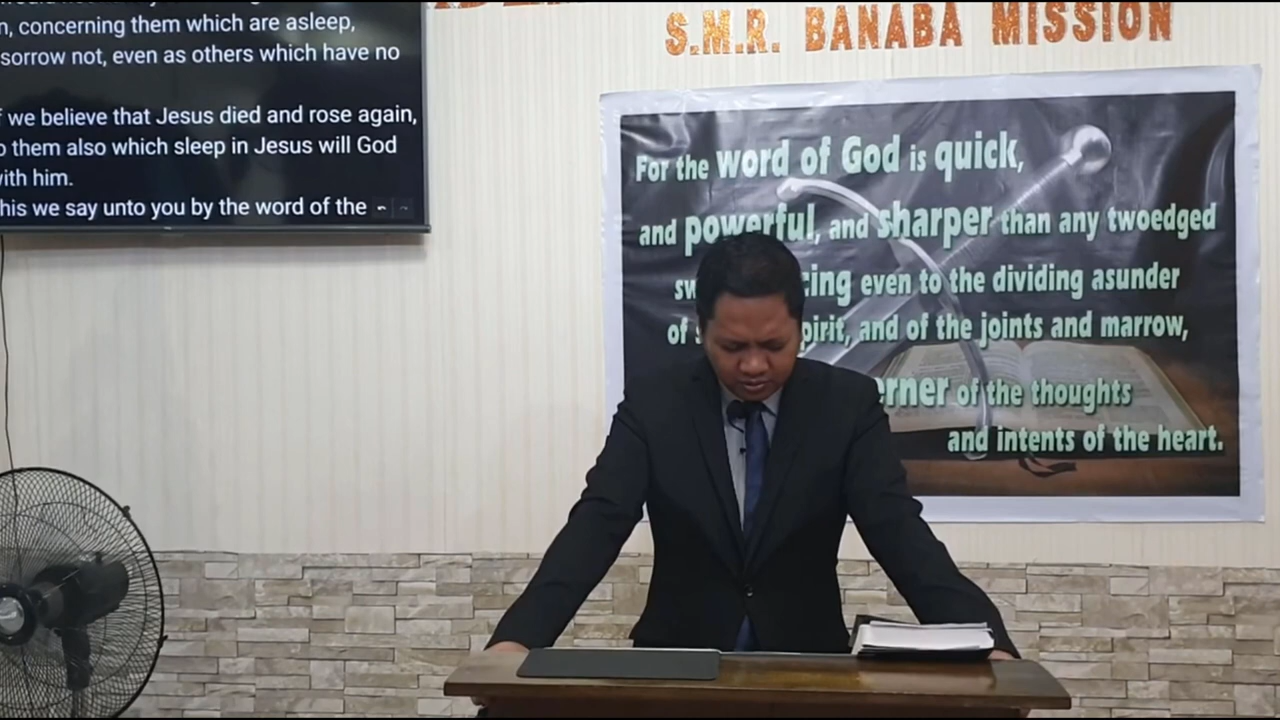 n, concerning them which are asleep,
sorrow not, even as others which have no
we believe that Jesus died and rose again,
them also which sleep in Jesus will God
with him.
his we say unto you by the word of the
S.M.R. BANABA MISSION
For the word of God is quick,
and powerful, and sharper than any twoedged
even to the dividing asunder
of and of the joints and marrow,
of the thoughts
and intents of the heart.